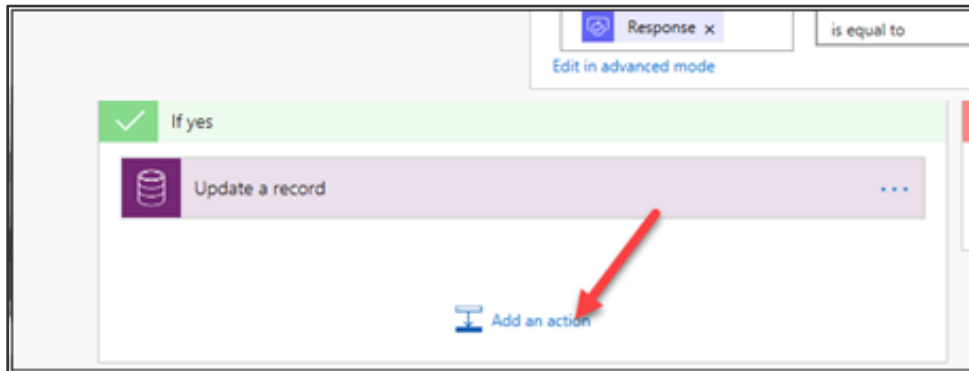 Response x
is equal to
Edit in advanced mode
If yes
Update a record
Add an action